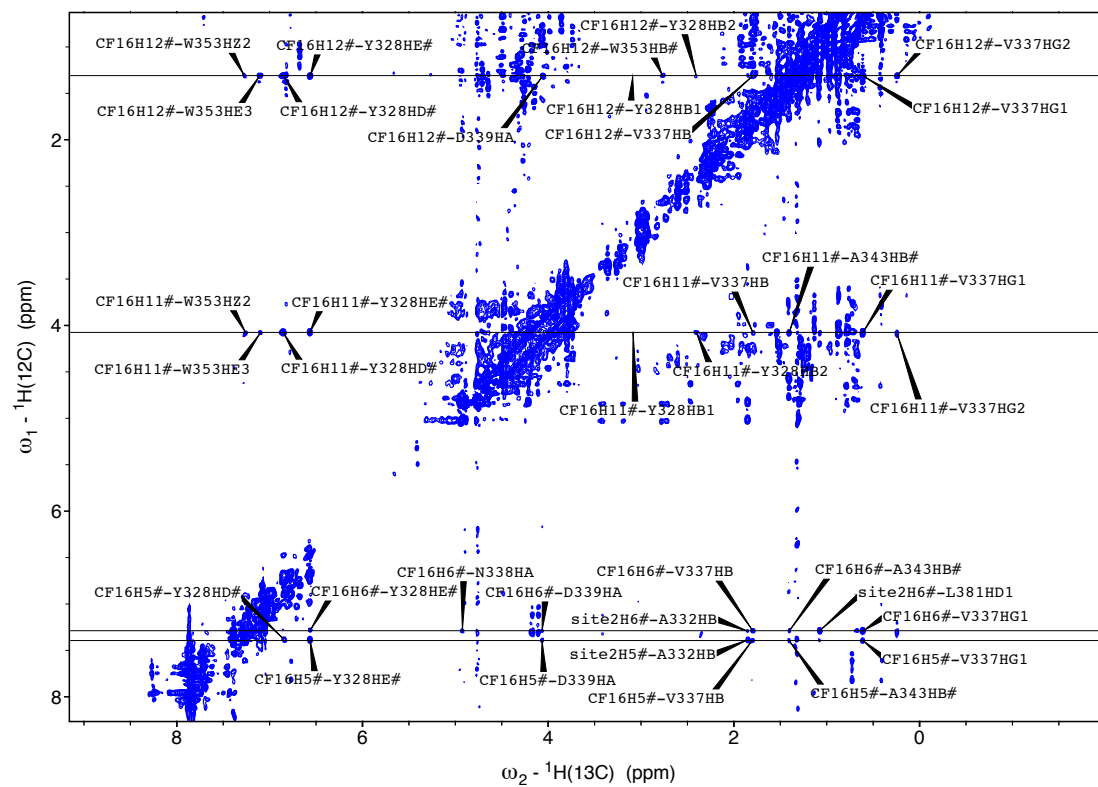 CF16H12#-Y328HB2
CF16H12#-W353HZ2
CF16H12#-Y328HE#
CF16H12#-W353HB#
CF16H12#-V337HG2
CF16H12#-W353HE3
CF16H12#-Y328HD#
CF16H12#-Y328HB1
CF16H12#-V337HG1
CF16H12#-D339HA
CF16H12#-V337HB
2
CF16H11#-A343HB#
CF16H11#-W353HZ2
CF16H11#-Y328HE#
CF16H11#-V337HB
CF16H11#-V337HG1
4
CF16H11#-W353HE3
CF16H11#-Y328HD#
CF16H11#-Y328HB2
CF16H11#-Y328HB1
CF16H11#-V337HG2
ω1 - 1H(12C) (ppm)
6
CF16H5#-Y328HD#
CF16H6#-Y328HE#
CF16H6#-N338HA
CF16H6#-D339HA
CF16H6#-V337HB
CF16H6#-A343HB#
site2H6#-L381HD1
site2H6#-A332HB
CF16H6#-V337HG1
site2H5#-A332HB
CF16H5#-V337HG1
CF16H5#-Y328HE#
CF16H5#-D339HA
CF16H5#-V337HB
CF16H5#-A343HB#
8
8 6 4 2 0
ω2 - 1H(13C) (ppm)